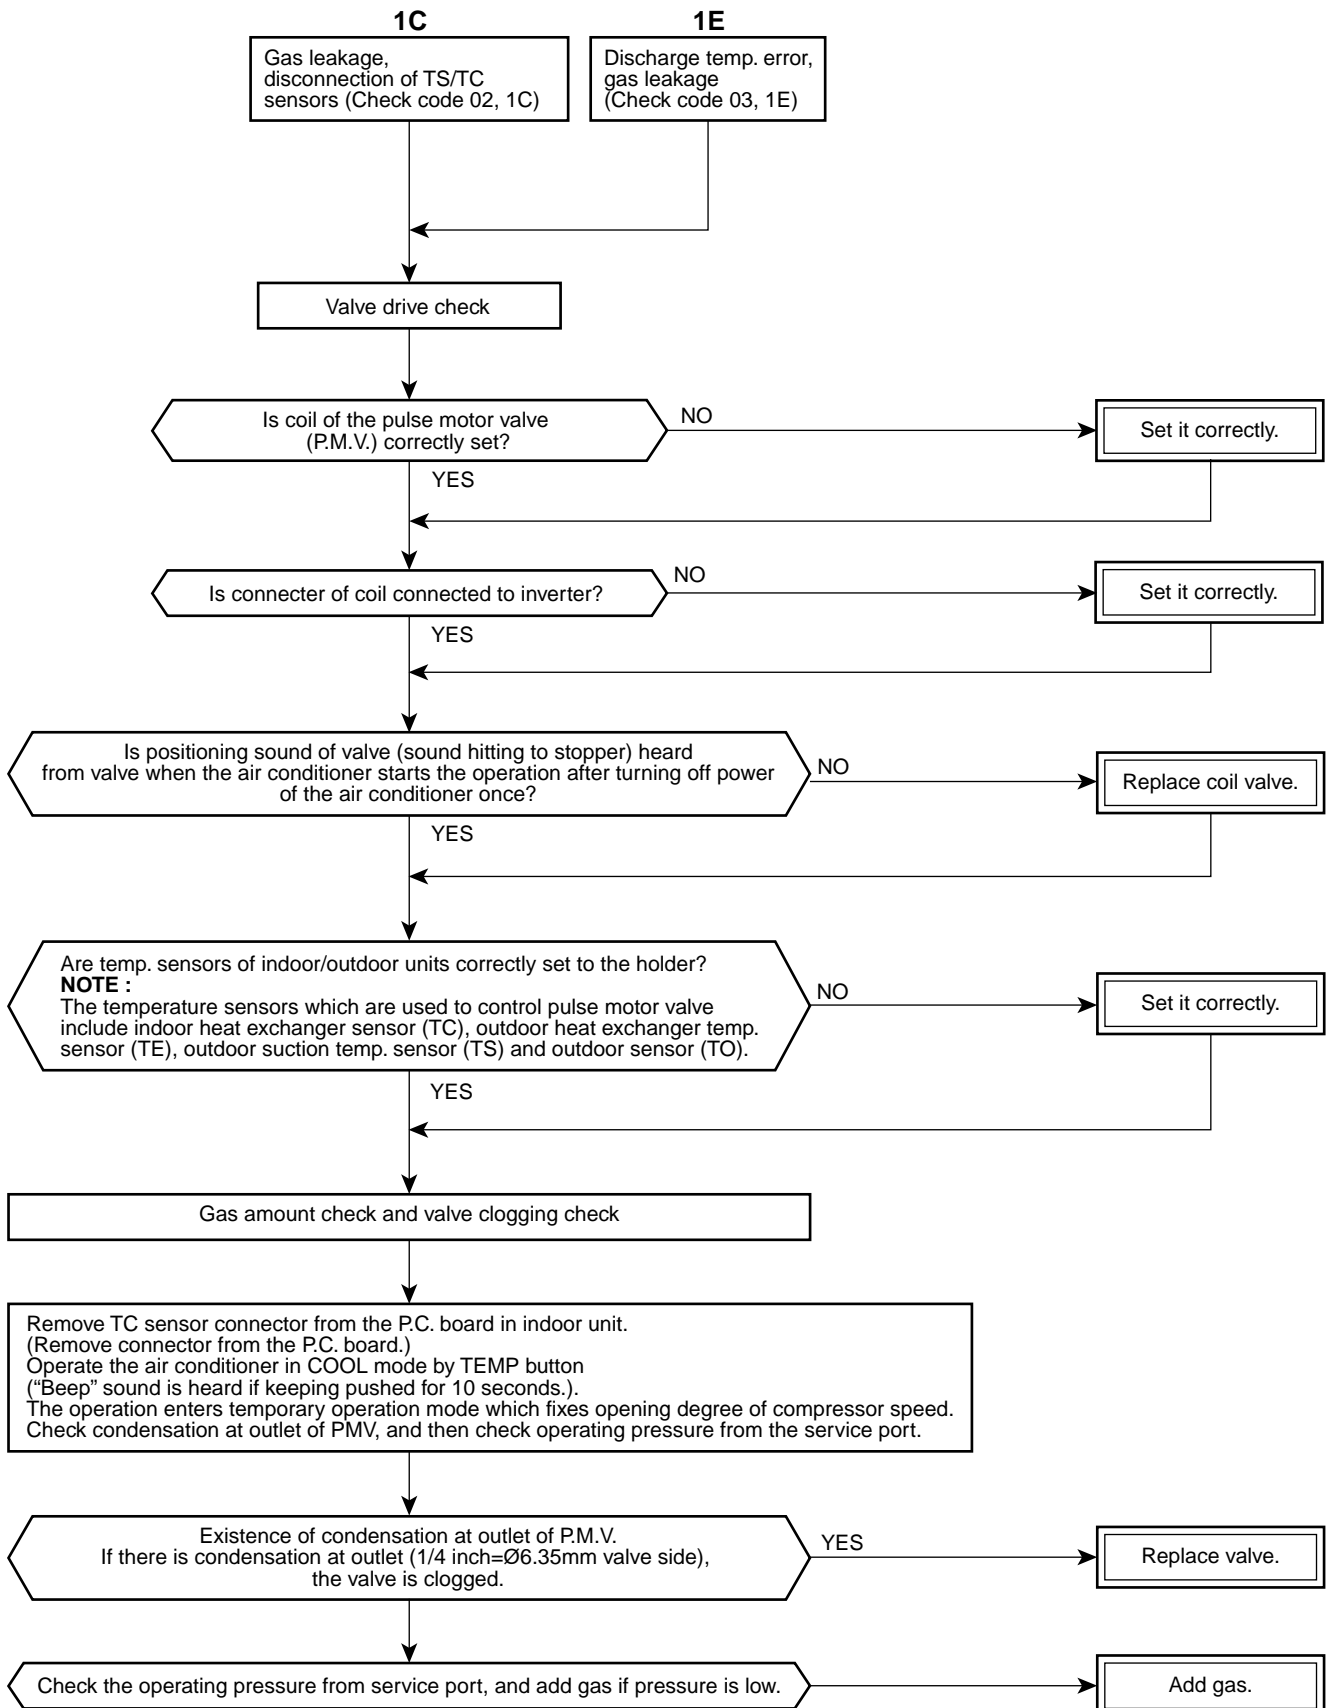 1C
1E
Gas leakage,
disconnection of TS/TC
sensors (Check code 02, 1C)
Discharge temp. error,
gas leakage
(Check code 03, 1E)
Valve drive check
Is coil of the pulse motor valve
(P.M.V.) correctly set?
NO
Set it correctly.
YES
Is connecter of coil connected to inverter?
NO
Set it correctly.
YES
Is positioning sound of valve (sound hitting to stopper) heard
from valve when the air conditioner starts the operation after turning off power
of the air conditioner once?
NO
Replace coil valve.
YES
Are temp. sensors of indoor/outdoor units correctly set to the holder?
NOTE :
The temperature sensors which are used to control pulse motor valve
include indoor heat exchanger sensor (TC), outdoor heat exchanger temp.
sensor (TE), outdoor suction temp. sensor (TS) and outdoor sensor (TO).
NO
Set it correctly.
YES
Gas amount check and valve clogging check
Remove TC sensor connector from the P.C. board in indoor unit.
(Remove connector from the P.C. board.)
Operate the air conditioner in COOL mode by TEMP button
(“Beep” sound is heard if keeping pushed for 10 seconds.).
The operation enters temporary operation mode which fixes opening degree of compressor speed.
Check condensation at outlet of PMV, and then check operating pressure from the service port.
Existence of condensation at outlet of P.M.V.
If there is condensation at outlet (1/4 inch=Ø6.35mm valve side),
the valve is clogged.
YES
Replace valve.
Check the operating pressure from service port, and add gas if pressure is low.
Add gas.